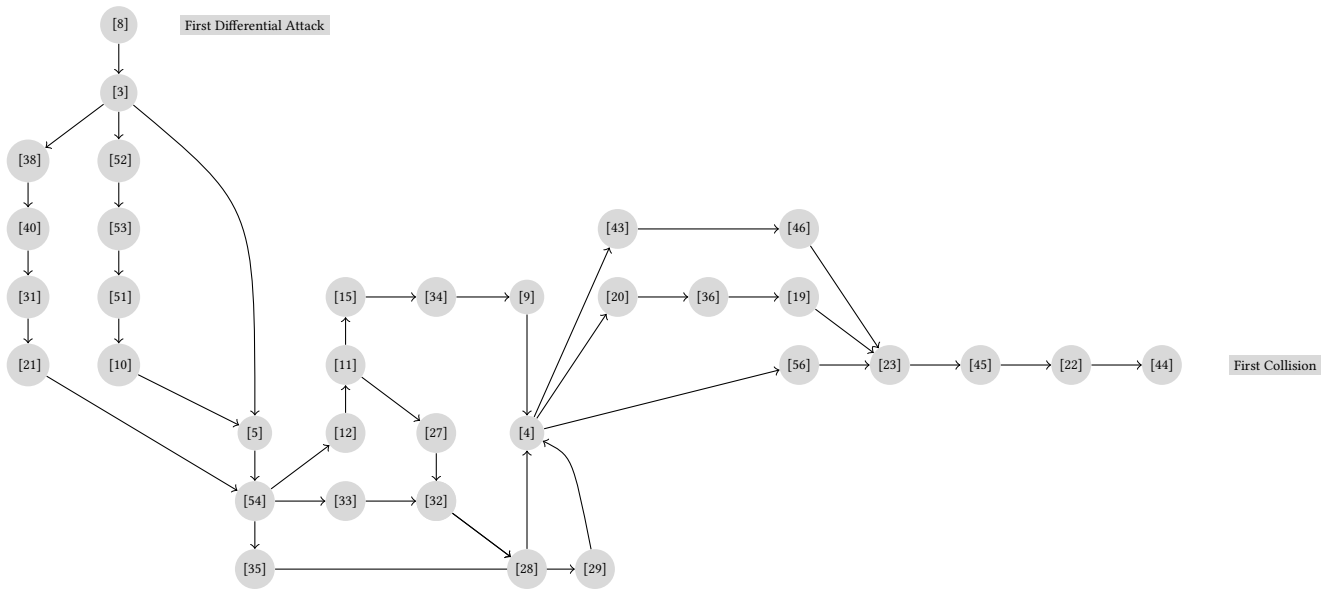 [8] First Differential Attack
[3]
[38] [52]
[40] [53] [43] [46]
[31] [51] [15] [34] [9] [20] [36] [19]
[21] [10] [11] [56] [23] [45] [22] [44] First Collision
[5] [12] [27] [4]
[54] [33] [32]
[35] [28] [29]